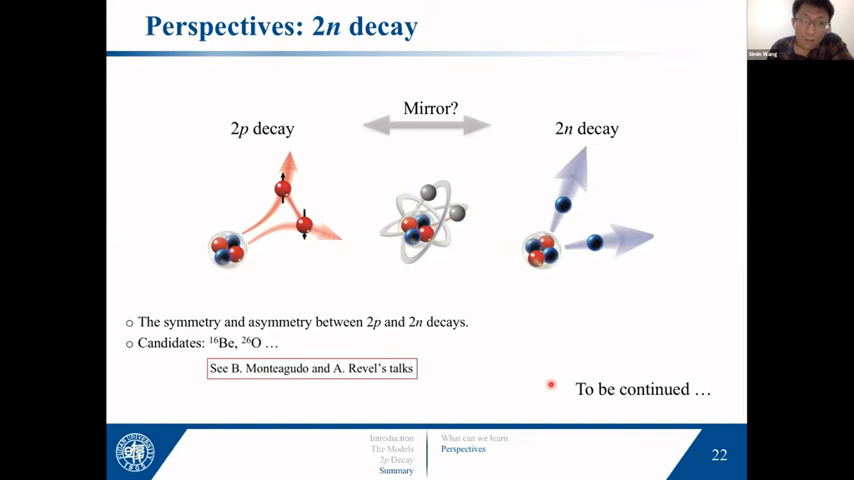 Perspectives: 2n decay
Simin Wang
Mirror?
2p decay
2n decay
○ The symmetry and asymmetry between 2p and 2n decays.
○ Candidates: ¹⁶Be, ²⁶O …
See B. Monteagudo and A. Revel's talks
To be continued …
Introduction
The Models
2p Decay
Summary
What can we learn
Perspectives
22